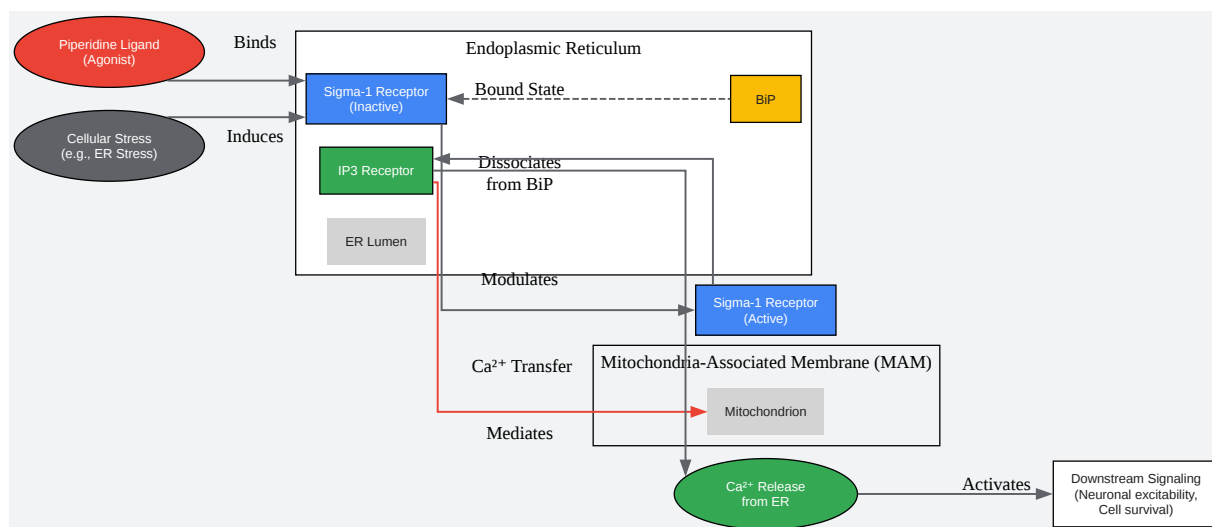 Piperidine Ligand
(Agonist)
Binds
Endoplasmic Reticulum
Sigma-1 Receptor
(Inactive)
Bound State
BiP
Cellular Stress
(e.g., ER Stress)
Induces
IP3 Receptor
Dissociates
from BiP
ER Lumen
Modulates
Sigma-1 Receptor
(Active)
Ca²⁺ Transfer
Mitochondria-Associated Membrane (MAM)
Mitochondrion
Mediates
Ca²⁺ Release
from ER
Activates
Downstream Signaling
(Neuronal excitability,
Cell survival)